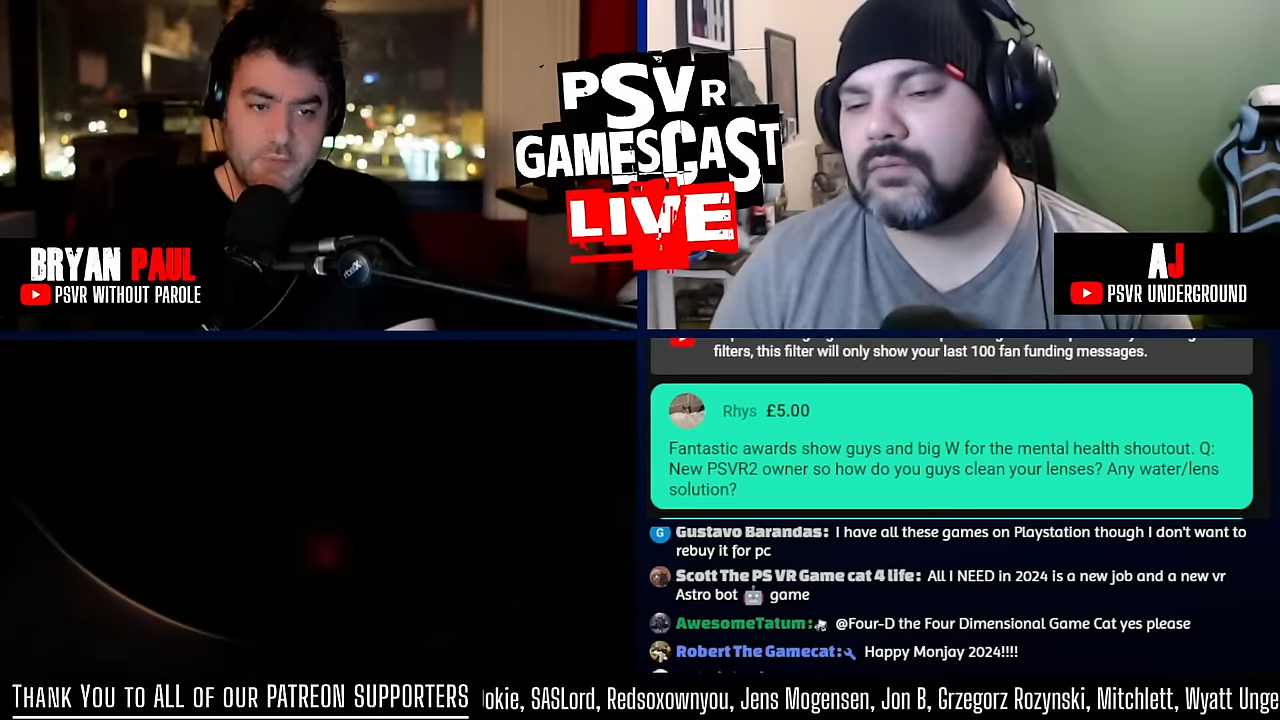 PSVR
GAMESCAST
LIVE
BRYAN PAUL
PSVR WITHOUT PAROLE
AJ
PSVR UNDERGROUND
filters, this filter will only show your last 100 fan funding messages.
Rhys £5.00
Fantastic awards show guys and big W for the mental health shoutout. Q:
New PSVR2 owner so how do you guys clean your lenses? Any water/lens
solution?
G Gustavo Barandas: I have all these games on Playstation though I don't want to
rebuy it for pc
Scott The PS VR Game cat 4 life: All I NEED in 2024 is a new job and a new vr
Astro bot 🤖 game
AwesomeTatum: @Four-D the Four Dimensional Game Cat yes please
Robert The Gamecat: Happy Monjay 2024!!!!
THANK YOU TO ALL OF OUR PATREON SUPPORTERS
okie, SASLord, Redsoxownyou, Jens Mogensen, Jon B, Grzegorz Rozynski, Mitchlett, Wyatt Unge